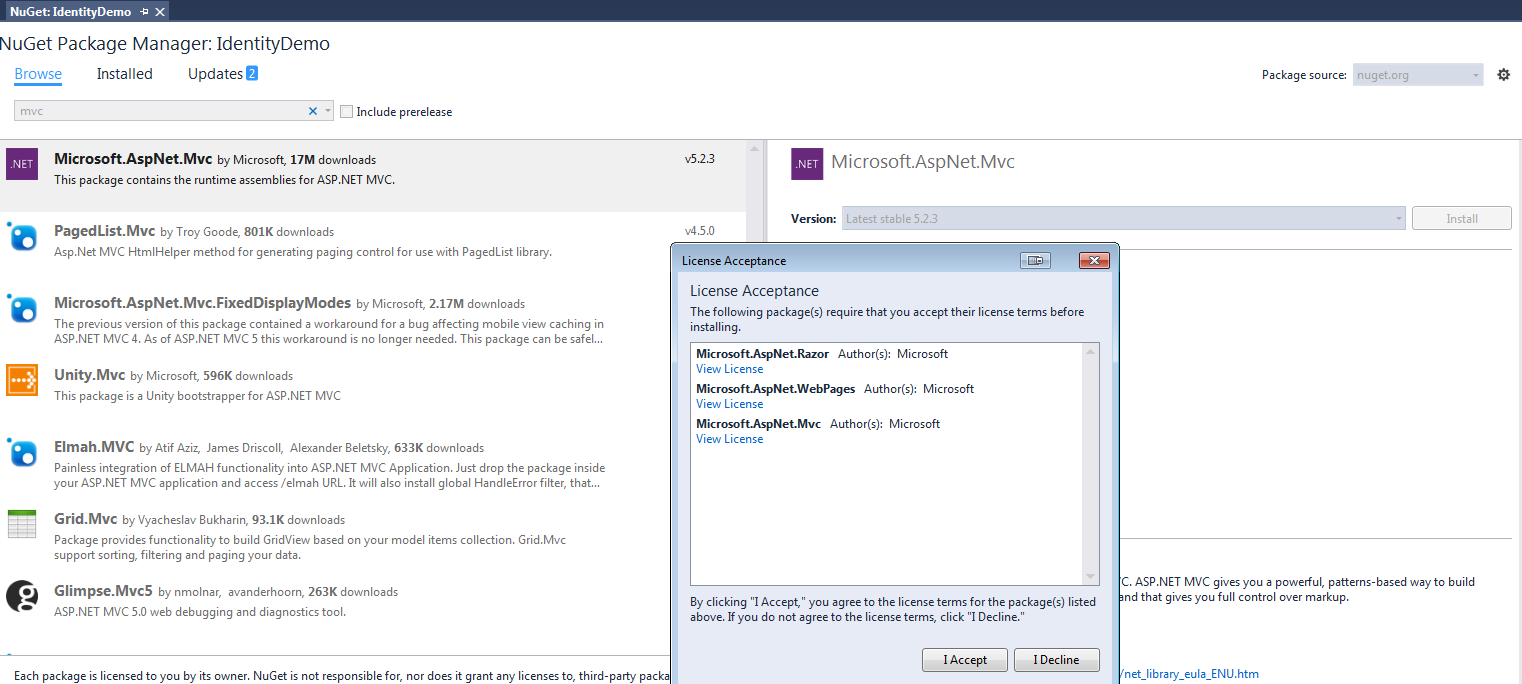 NuGet: IdentityDemo
NuGet Package Manager: IdentityDemo
Browse Installed Updates 2
Package source: nuget.org
mvc
Include prerelease
.NET
Microsoft.AspNet.Mvc by Microsoft, 17M downloads
v5.2.3
This package contains the runtime assemblies for ASP.NET MVC.
PagedList.Mvc by Troy Goode, 801K downloads
v4.5.0
Asp.Net MVC HtmlHelper method for generating paging control for use with PagedList library.
Microsoft.AspNet.Mvc.FixedDisplayModes by Microsoft, 2.17M downloads
The previous version of this package contained a workaround for a bug affecting mobile view caching in
ASP.NET MVC 4. As of ASP.NET MVC 5 this workaround is no longer needed. This package can be safel...
Unity.Mvc by Microsoft, 596K downloads
This package is a Unity bootstrapper for ASP.NET MVC
Elmah.MVC by Atif Aziz, James Driscoll, Alexander Beletsky, 633K downloads
Painless integration of ELMAH functionality into ASP.NET MVC Application. Just drop the package inside
your ASP.NET MVC application and access /elmah URL. It will also install global HandleError filter, that...
Grid.Mvc by Vyacheslav Bukharin, 93.1K downloads
Package provides functionality to build GridView based on your model items collection. Grid.Mvc
support sorting, filtering and paging your data.
Glimpse.Mvc5 by nmolnar, avanderhoorn, 263K downloads
ASP.NET MVC 5.0 web debugging and diagnostics tool.
Each package is licensed to you by its owner. NuGet is not responsible for, nor does it grant any licenses to, third-party packa
.NET
Microsoft.AspNet.Mvc
Version: Latest stable 5.2.3 Install
License Acceptance
License Acceptance
The following package(s) require that you accept their license terms before
installing.
Microsoft.AspNet.Razor Author(s): Microsoft
View License
Microsoft.AspNet.WebPages Author(s): Microsoft
View License
Microsoft.AspNet.Mvc Author(s): Microsoft
View License
By clicking "I Accept," you agree to the license terms for the package(s) listed
above. If you do not agree to the license terms, click "I Decline."
I Accept I Decline
C. ASP.NET MVC gives you a powerful, patterns-based way to build
and that gives you full control over markup.
/net_library_eula_ENU.htm